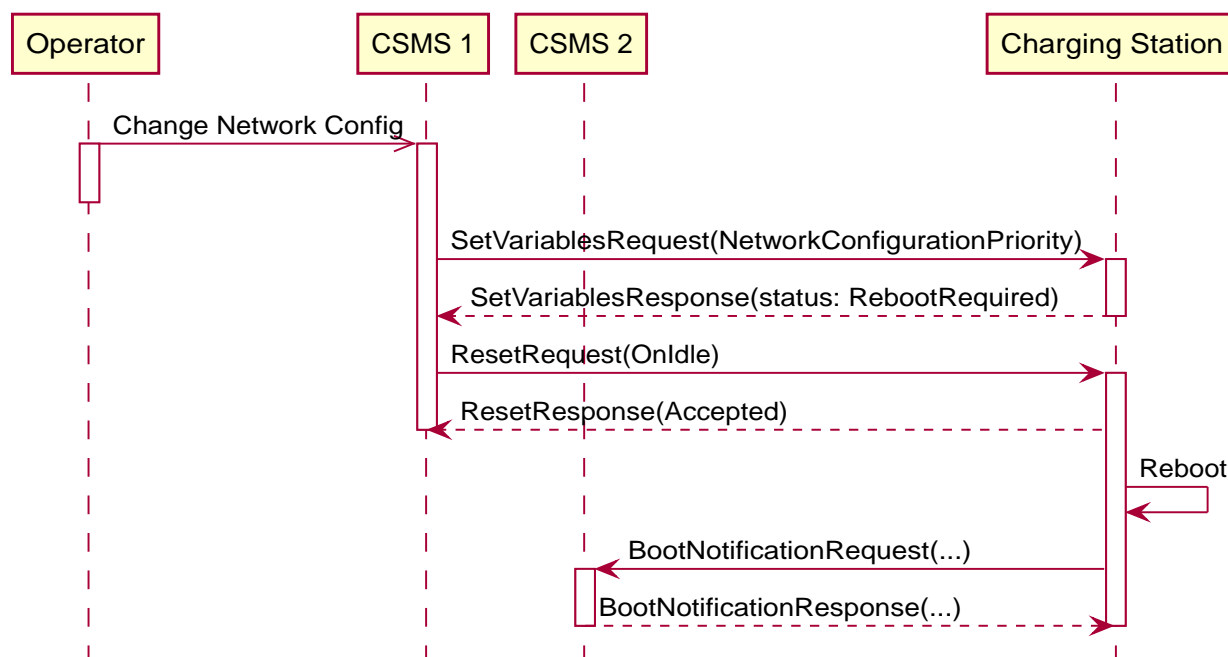 Operator
CSMS 1
CSMS 2
Charging Station
Change Network Config
SetVariablesRequest(NetworkConfigurationPriority)
SetVariablesResponse(status: RebootRequired)
ResetRequest(OnIdle)
ResetResponse(Accepted)
Reboot
BootNotificationRequest(...)
BootNotificationResponse(...)